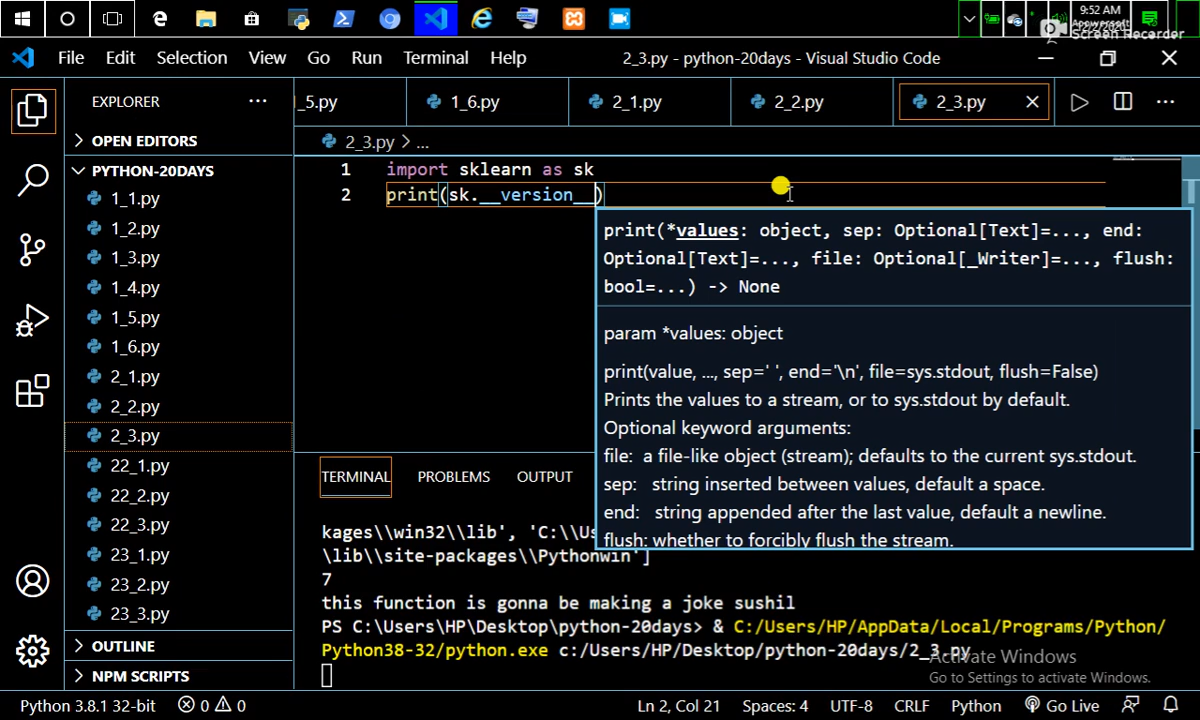 9:52 AM
Apowersoft
Screen Recorder
File Edit Selection View Go Run Terminal Help
2_3.py - python-20days - Visual Studio Code
EXPLORER
_5.py
1_6.py
2_1.py
2_2.py
2_3.py
OPEN EDITORS
2_3.py > ...
PYTHON-20DAYS
1_1.py
1_2.py
1_3.py
1_4.py
1_5.py
1_6.py
2_1.py
2_2.py
2_3.py
22_1.py
22_2.py
22_3.py
23_1.py
23_2.py
23_3.py
OUTLINE
NPM SCRIPTS
1 import sklearn as sk
2 print(sk.__version__)
print(*values: object, sep: Optional[Text]=..., end:
Optional[Text]=..., file: Optional[_Writer]=..., flush:
bool=...) -> None
param *values: object
print(value, ..., sep=' ', end='\n', file=sys.stdout, flush=False)
Prints the values to a stream, or to sys.stdout by default.
Optional keyword arguments:
file: a file-like object (stream); defaults to the current sys.stdout.
sep: string inserted between values, default a space.
end: string appended after the last value, default a newline.
flush: whether to forcibly flush the stream.
TERMINAL PROBLEMS OUTPUT
kages\\win32\\lib', 'C:\\Us
\lib\\site-packages\\Pythonwin']
7
this function is gonna be making a joke sushil
PS C:\Users\HP\Desktop\python-20days> & C:/Users/HP/AppData/Local/Programs/Python/
Python38-32/python.exe c:/Users/HP/Desktop/python-20days/2_3.py
Activate Windows
Go to Settings to activate Windows.
Python 3.8.1 32-bit 0 0 Ln 2, Col 21 Spaces: 4 UTF-8 CRLF Python Go Live